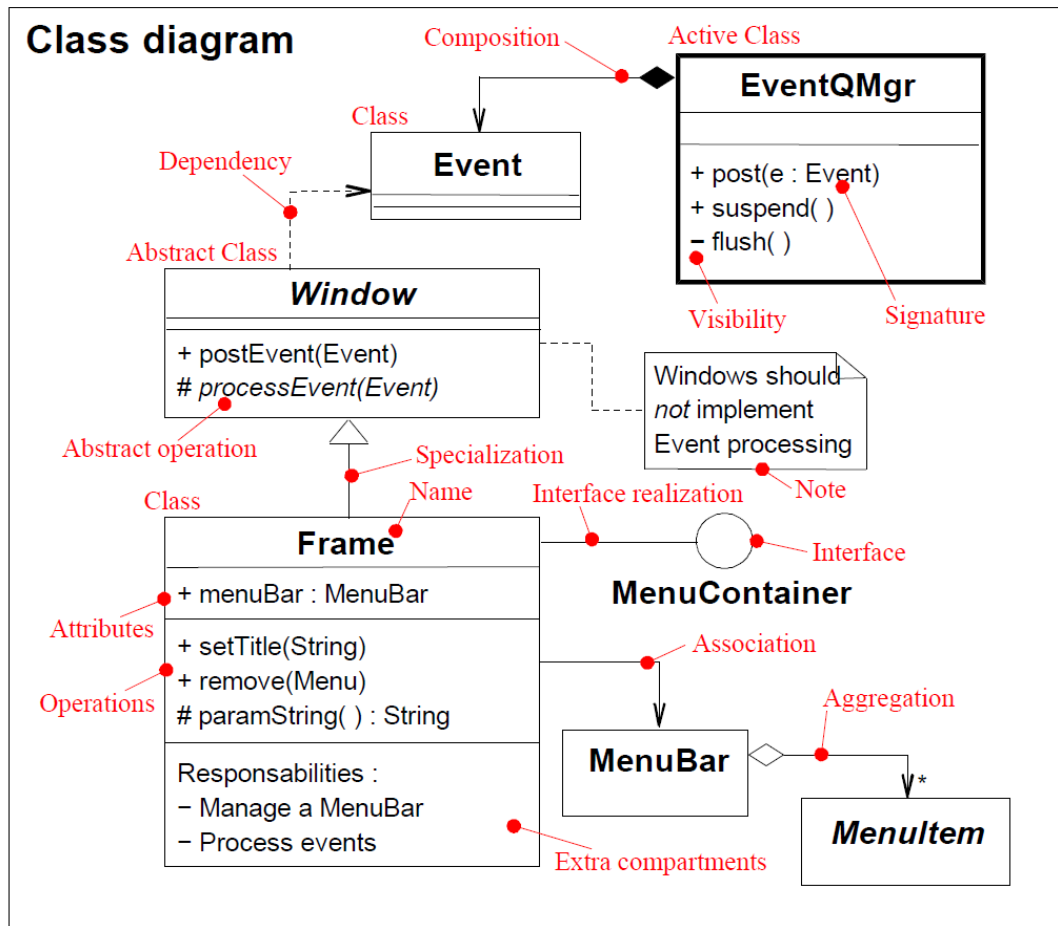 Class diagram
Composition
Active Class
EventQMgr
+ post(e : Event)
+ suspend( )
− flush( )
Visibility
Signature
Class
Event
Dependency
Abstract Class
Window
+ postEvent(Event)
# processEvent(Event)
Abstract operation
Windows should
not implement
Event processing
Note
Specialization
Name
Interface realization
Class
Frame
+ menuBar : MenuBar
Attributes
+ setTitle(String)
+ remove(Menu)
# paramString( ) : String
Operations
Responsabilities :
− Manage a MenuBar
− Process events
Extra compartments
Interface
MenuContainer
Association
MenuBar
Aggregation
*
MenuItem